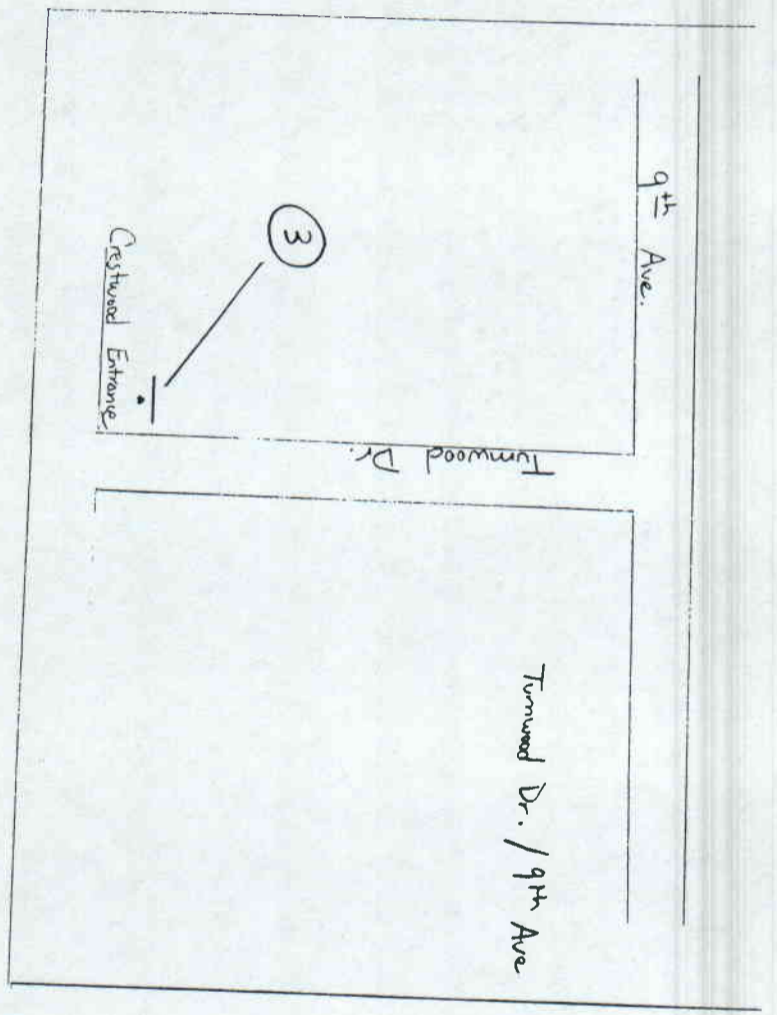 9th Ave.
Turnwood Dr. / 9th Ave
Turnwood
Dr.
3
Crestwood Entrance